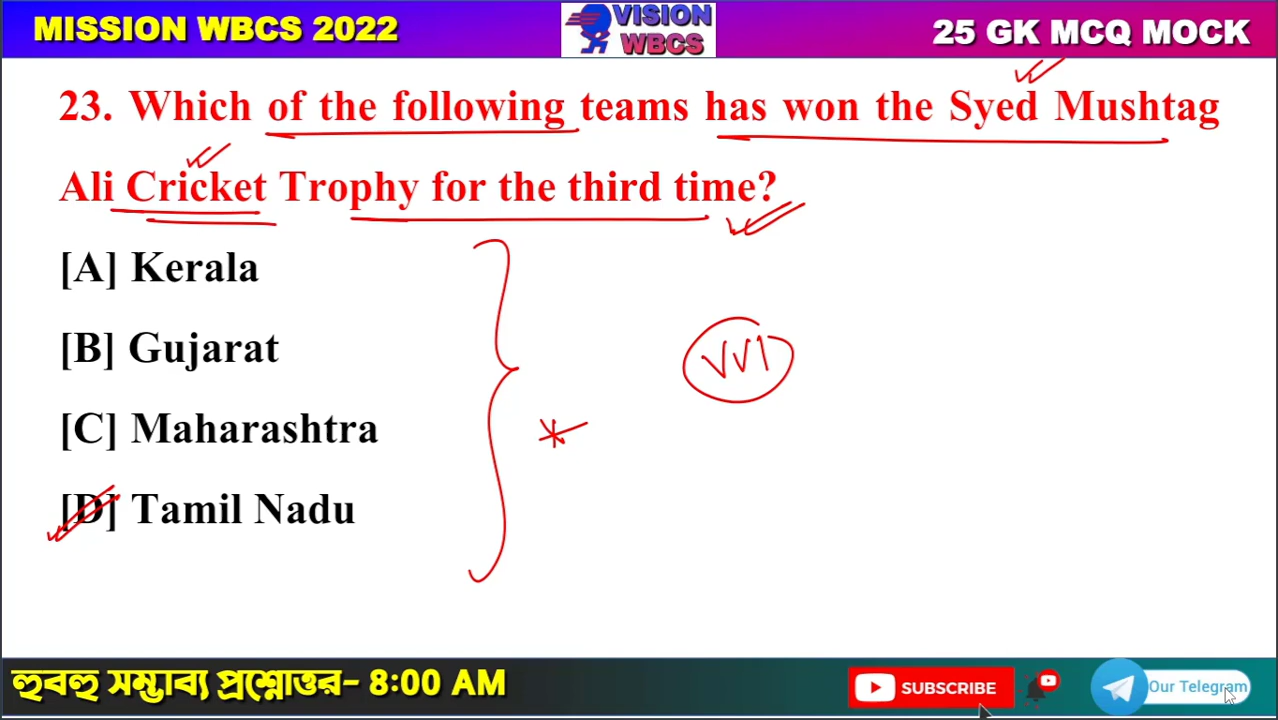 MISSION WBCS 2022
VISION
WBCS
25 GK MCQ MOCK
23. Which of the following teams has won the Syed Mushtag
Ali Cricket Trophy for the third time?
[A] Kerala
[B] Gujarat
VVI
[C] Maharashtra
[D] Tamil Nadu
হুবহু সম্ভাব্য প্রশ্নোত্তর- 8:00 AM
SUBSCRIBE
Our Telegram